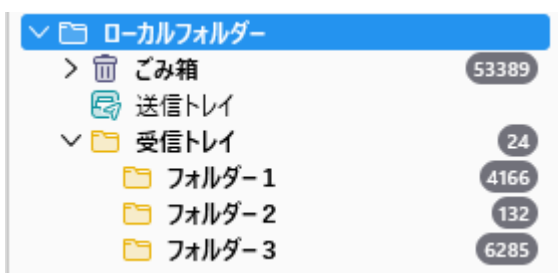 ローカルフォルダー
ごみ箱 53389
送信トレイ
受信トレイ 24
フォルダー1 4166
フォルダー2 132
フォルダー3 6285